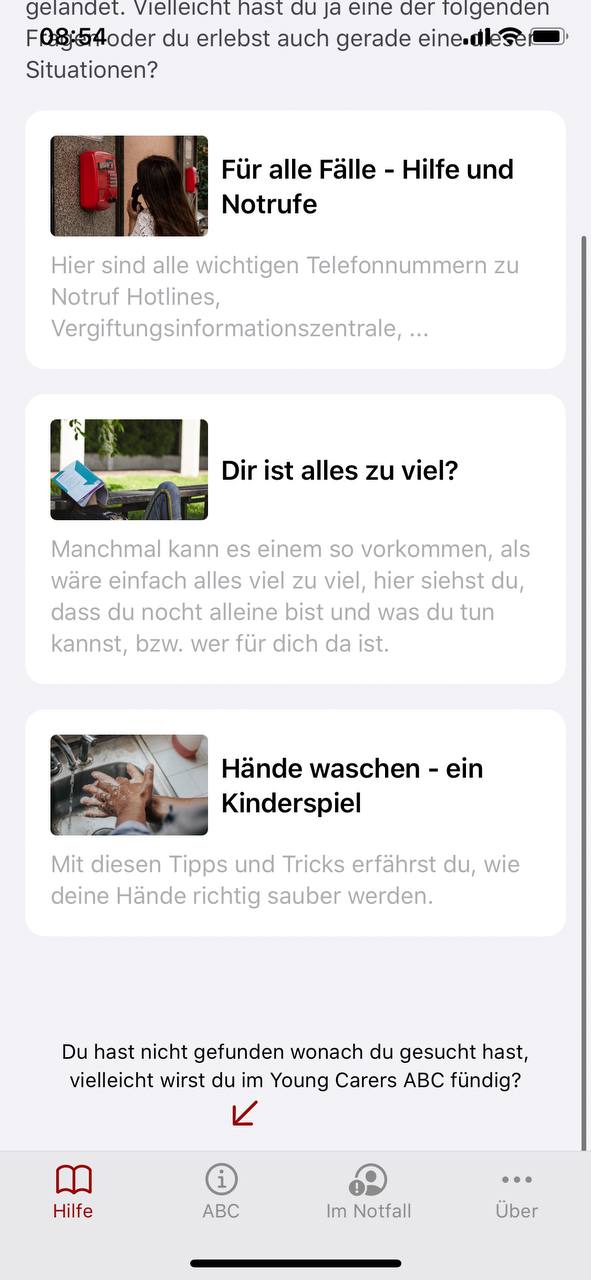 gelandet. Vielleicht hast du ja eine der folgenden
Fragen oder du erlebst auch gerade eine dieser
08:54
Situationen?
Für alle Fälle - Hilfe und
Notrufe
Hier sind alle wichtigen Telefonnummern zu
Notruf Hotlines,
Vergiftungsinformationszentrale, ...
Dir ist alles zu viel?
Manchmal kann es einem so vorkommen, als
wäre einfach alles viel zu viel, hier siehst du,
dass du nocht alleine bist und was du tun
kannst, bzw. wer für dich da ist.
Hände waschen - ein
Kinderspiel
Mit diesen Tipps und Tricks erfährst du, wie
deine Hände richtig sauber werden.
Du hast nicht gefunden wonach du gesucht hast,
vielleicht wirst du im Young Carers ABC fündig?
Hilfe
ABC
Im Notfall
Über